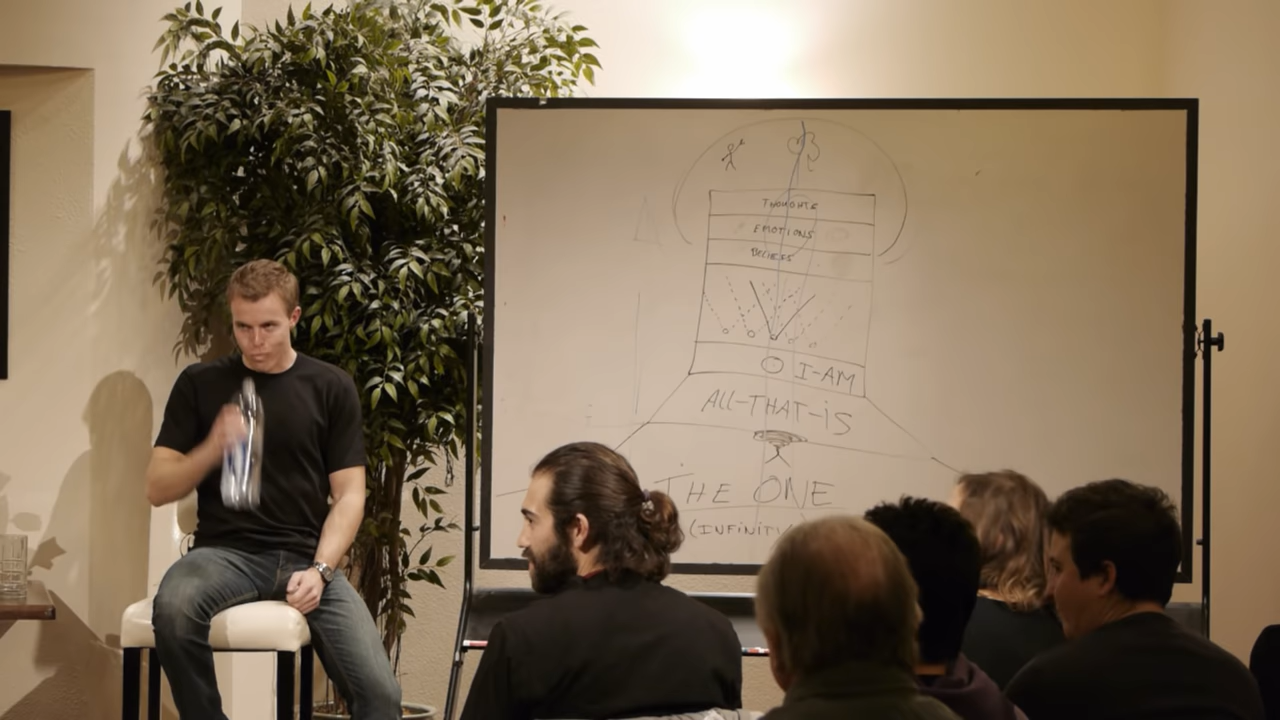 THOUGHTS
EMOTIONS
BELIEFS
I-AM
ALL-THAT-iS
THE ONE
(INFINITY